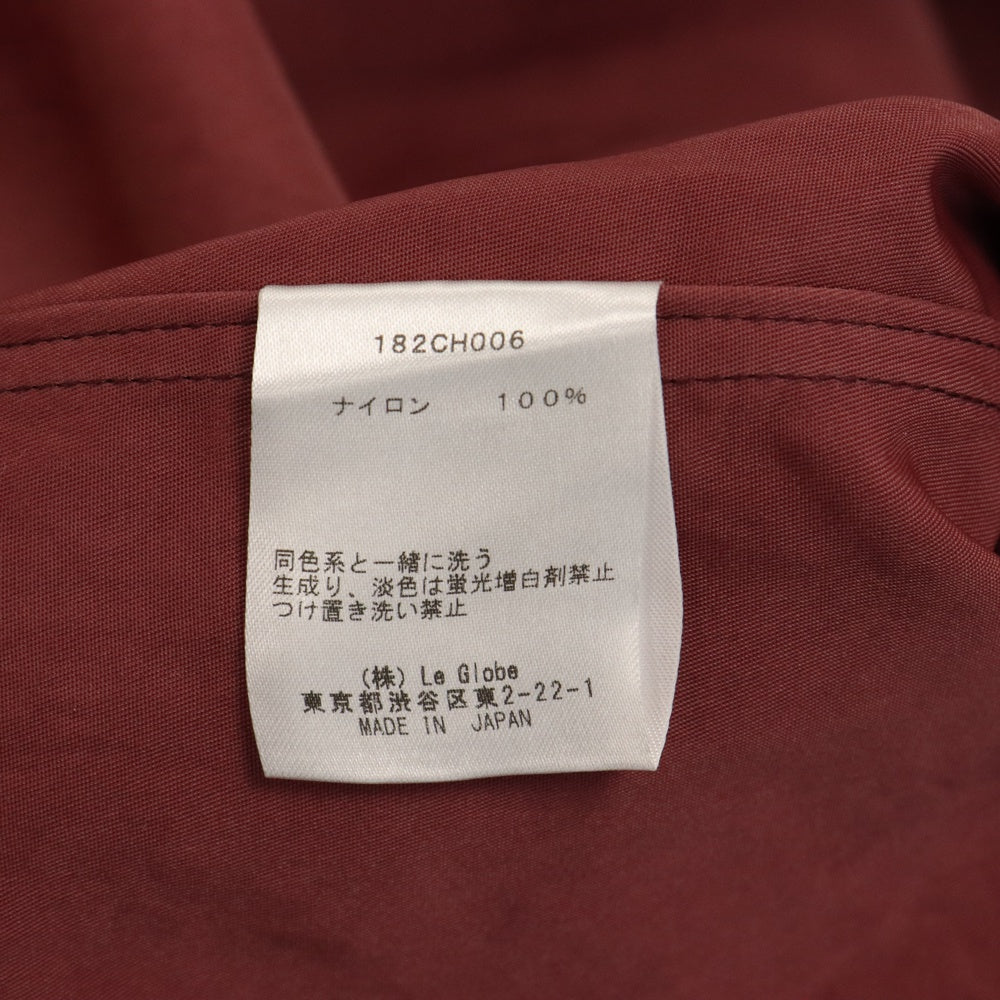 182CH006
ナイロン 100%
同色系と一緒に洗う
生成り、淡色は蛍光増白剤禁止
つけ置き洗い禁止
(株) Le Globe
東京都渋谷区東2-22-1
MADE IN JAPAN